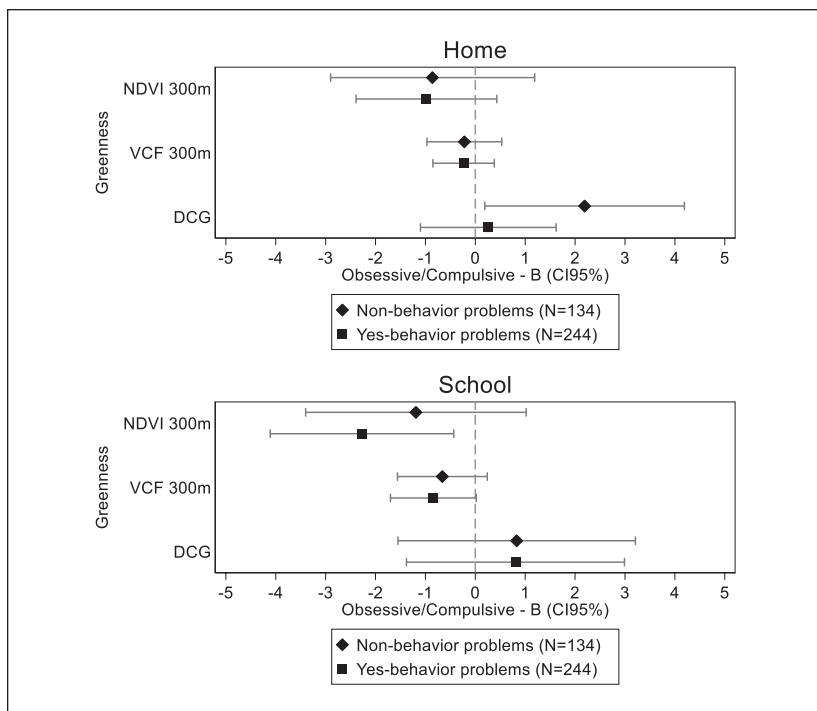 Home
Greenness
NDVI 300m
VCF 300m
DCG
-5 -4 -3 -2 -1 0 1 2 3 4 5
Obsessive/Compulsive - B (CI95%)
Non-behavior problems (N=134)
Yes-behavior problems (N=244)
School
Greenness
NDVI 300m
VCF 300m
DCG
-5 -4 -3 -2 -1 0 1 2 3 4 5
Obsessive/Compulsive - B (CI95%)
Non-behavior problems (N=134)
Yes-behavior problems (N=244)